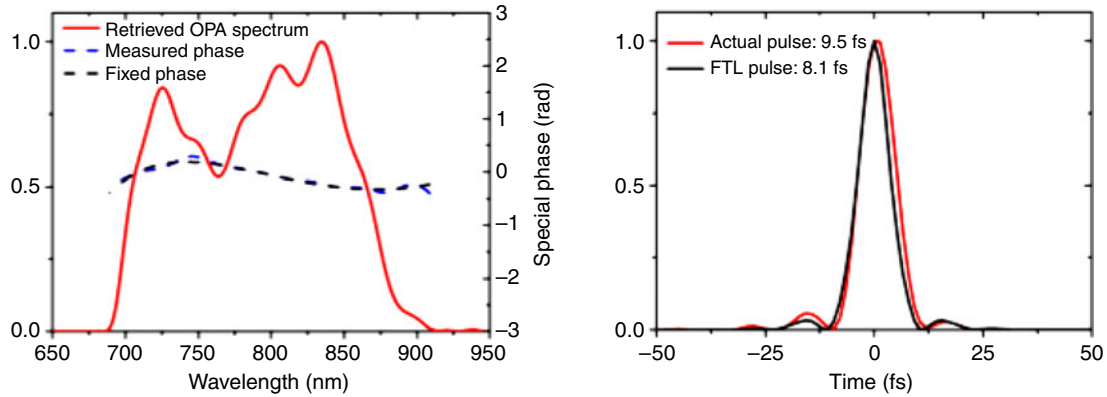 Retrieved OPA spectrum
Measured phase
Fixed phase
1.0
0.5
0.0
3
2
1
0
−1
−2
−3
Special phase (rad)
650 700 750 800 850 900 950
Wavelength (nm)
Actual pulse: 9.5 fs
FTL pulse: 8.1 fs
1.0
0.5
0.0
−50 −25 0 25 50
Time (fs)